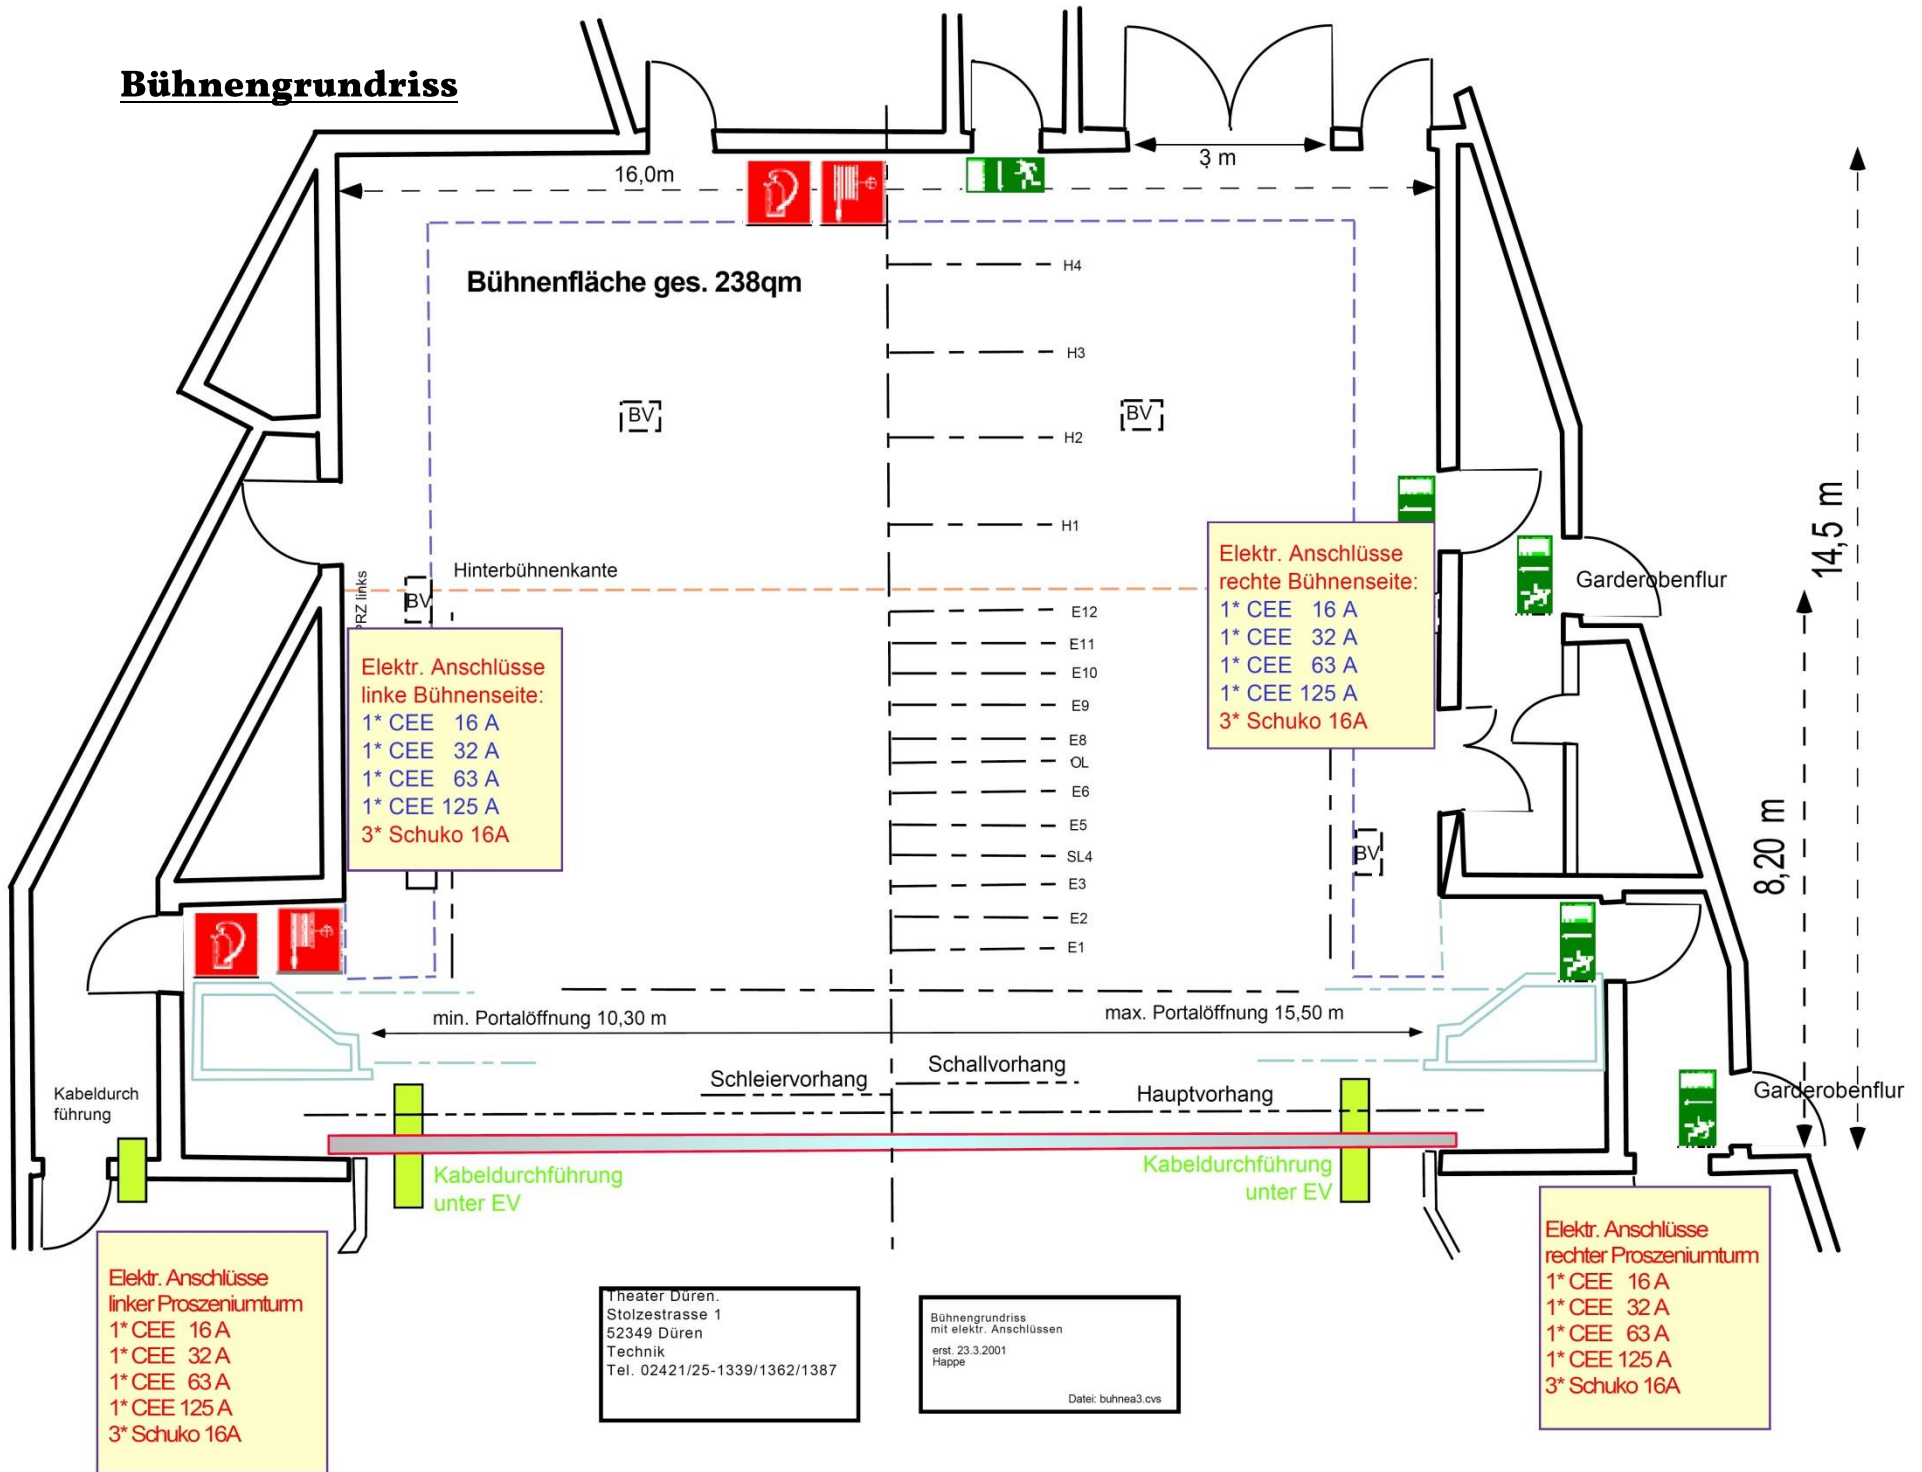 Bühnengrundriss
3 m
16,0m
Bühnenfläche ges. 238qm
H4
H3
BV
BV
H2
H1
14,5 m
Hinterbühnenkante
PRZ links
BV
Elektr. Anschlüsse
rechte Bühnenseite:
1* CEE 16 A
1* CEE 32 A
1* CEE 63 A
1* CEE 125 A
3* Schuko 16A
Garderobenflur
E12
E11
E10
E9
E8
OL
E6
E5
SL4
E3
E2
E1
Elektr. Anschlüsse
linke Bühnenseite:
1* CEE 16 A
1* CEE 32 A
1* CEE 63 A
1* CEE 125 A
3* Schuko 16A
BV
8,20 m
min. Portalöffnung 10,30 m
max. Portalöffnung 15,50 m
Schleiervorhang
Schallvorhang
Hauptvorhang
Kabeldurch
führung
Garderobenflur
Kabeldurchführung
unter EV
Kabeldurchführung
unter EV
Elektr. Anschlüsse
linker Proszeniumturm
1* CEE 16 A
1* CEE 32 A
1* CEE 63 A
1* CEE 125 A
3* Schuko 16A
Theater Düren.
Stolzestrasse 1
52349 Düren
Technik
Tel. 02421/25-1339/1362/1387
Bühnengrundriss
mit elektr. Anschlüssen
erst. 23.3.2001
Happe
Datei: buhnea3.cvs
Elektr. Anschlüsse
rechter Proszeniumturm
1* CEE 16 A
1* CEE 32 A
1* CEE 63 A
1* CEE 125 A
3* Schuko 16A